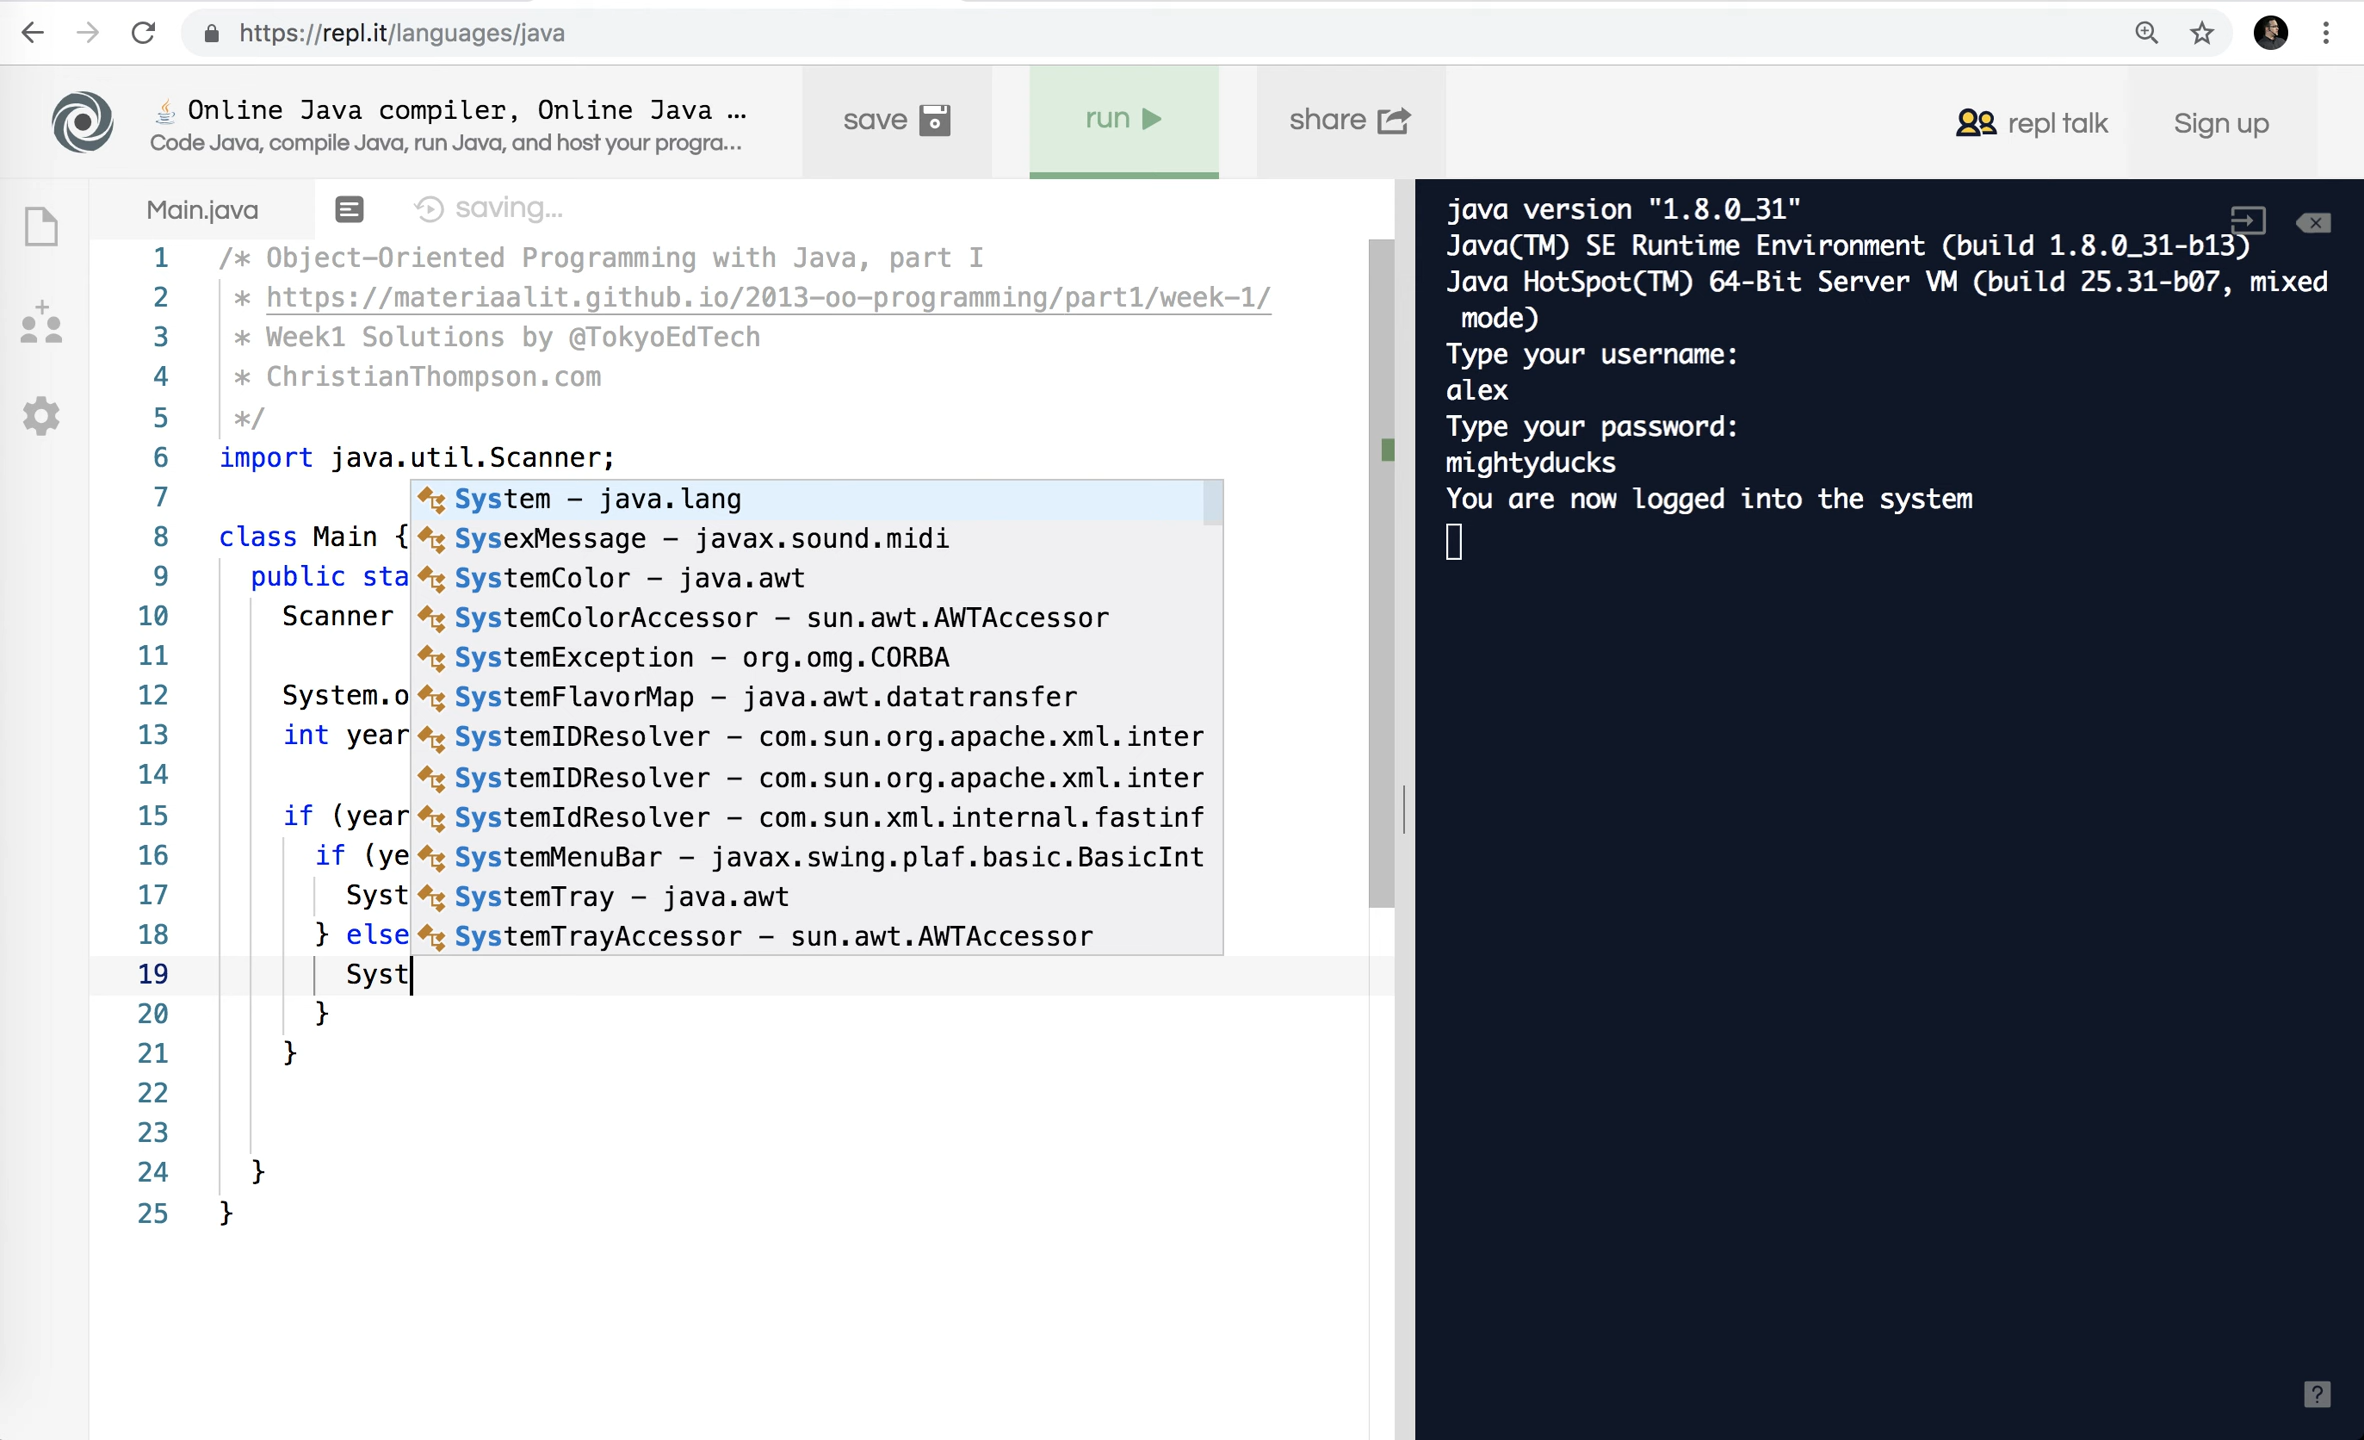 https://repl.it/languages/java
Online Java compiler, Online Java ...
Code Java, compile Java, run Java, and host your progra...
save
run
share
repl talk
Sign up
Main.java
saving...
1 /* Object-Oriented Programming with Java, part I
2 * https://materiaalit.github.io/2013-oo-programming/part1/week-1/
3 * Week1 Solutions by @TokyoEdTech
4 * ChristianThompson.com
5 */
6 import java.util.Scanner;
7
8 class Main {
9 public sta
10 Scanner
11
12 System.o
13 int year
14
15 if (year
16 if (ye
17 Syst
18 } else
19 Syst
20 }
21 }
22
23
24 }
25 }
System – java.lang
SysexMessage – javax.sound.midi
SystemColor – java.awt
SystemColorAccessor – sun.awt.AWTAccessor
SystemException – org.omg.CORBA
SystemFlavorMap – java.awt.datatransfer
SystemIDResolver – com.sun.org.apache.xml.inter
SystemIDResolver – com.sun.org.apache.xml.inter
SystemIdResolver – com.sun.xml.internal.fastinf
SystemMenuBar – javax.swing.plaf.basic.BasicInt
SystemTray – java.awt
SystemTrayAccessor – sun.awt.AWTAccessor
java version "1.8.0_31"
Java(TM) SE Runtime Environment (build 1.8.0_31-b13)
Java HotSpot(TM) 64-Bit Server VM (build 25.31-b07, mixed
mode)
Type your username:
alex
Type your password:
mightyducks
You are now logged into the system
?